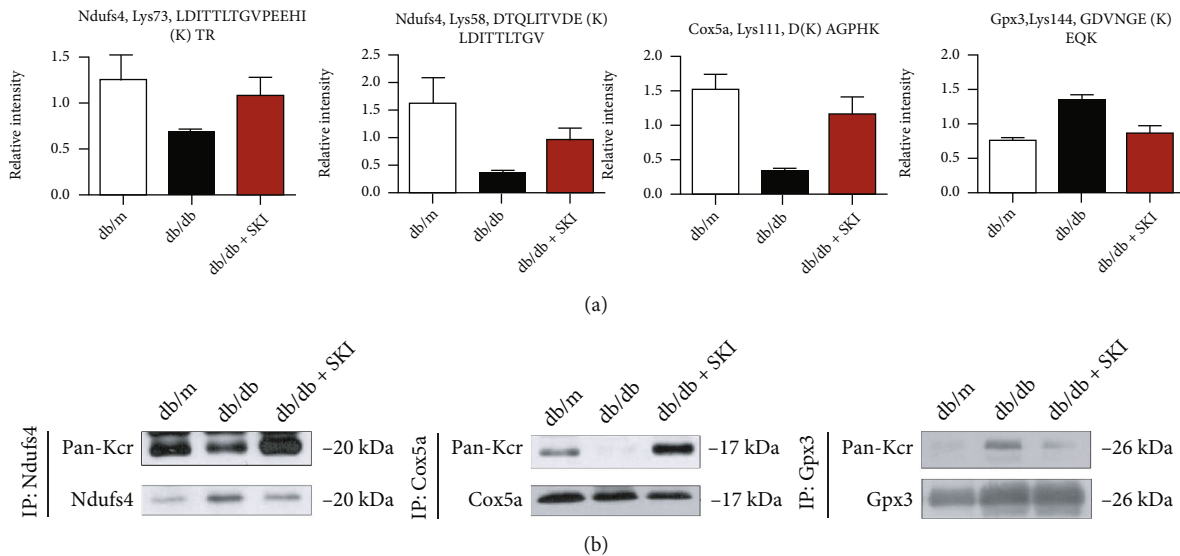 Ndufs4, Lys73, LDITTLTGVPEEHI
(K) TR
Relative intensity
1.5
1.0
0.5
0.0
db/m
db/db
db/db + SKI
Ndufs4, Lys58, DTQLITVDE (K)
LDITTLTGV
Relative intensity
2.5
2.0
1.5
1.0
0.5
0.0
db/m
db/db
db/db + SKI
Cox5a, Lys111, D(K) AGPHK
Relative intensity
2.0
1.5
1.0
0.5
0.0
db/m
db/db
db/db + SKI
Gpx3,Lys144, GDVNGE (K)
EQK
Relative intensity
2.0
1.5
1.0
0.5
0.0
db/m
db/db
db/db + SKI
(a)
IP: Ndufs4
db/m
db/db
db/db + SKI
Pan-Kcr
–20 kDa
Ndufs4
–20 kDa
IP: Cox5a
db/m
db/db
db/db + SKI
Pan-Kcr
–17 kDa
Cox5a
–17 kDa
IP: Gpx3
db/m
db/db
db/db + SKI
Pan-Kcr
–26 kDa
Gpx3
–26 kDa
(b)